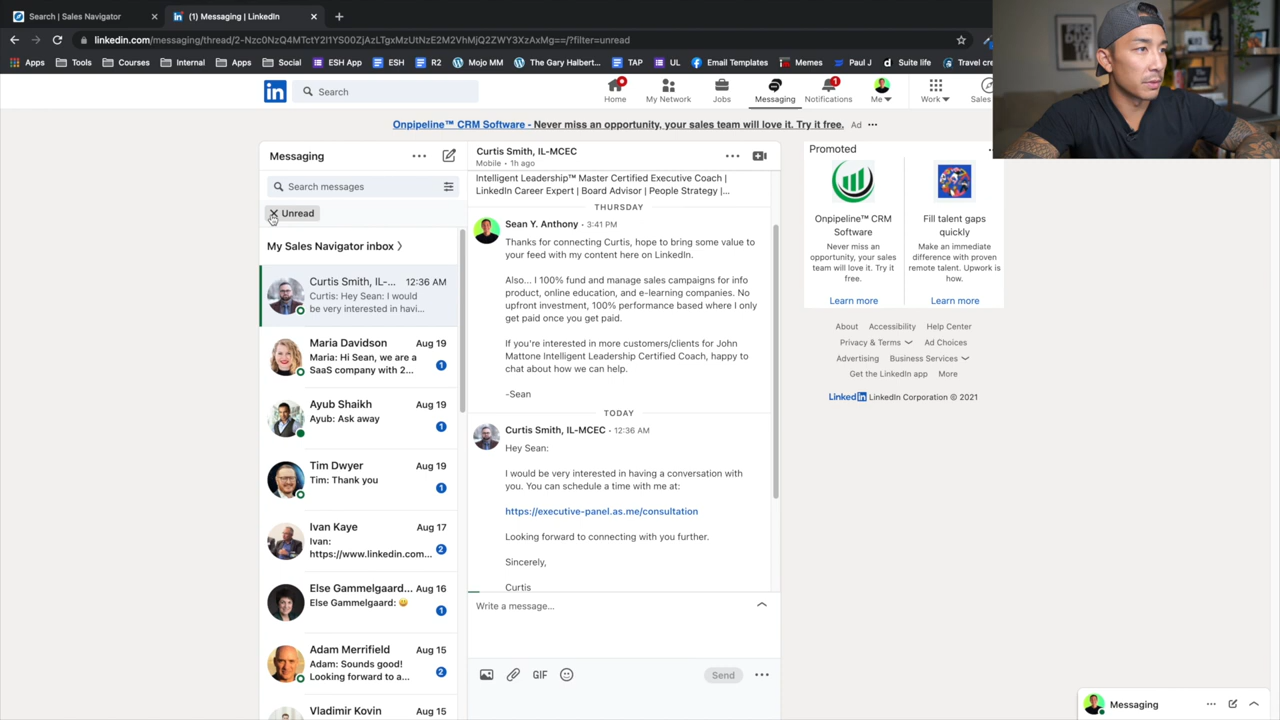 Search | Sales Navigator
(1) Messaging | LinkedIn
linkedin.com/messaging/thread/2-Nzc0NzQ4MTctY2I1YS00ZjAzLTgxMzUtNzE2M2VhMjQ2ZWY3XzAxMg==/?filter=unread
Apps
Tools
Courses
Internal
Apps
Social
ESH App
ESH
R2
Mojo MM
The Gary Halbert...
TAP
UL
Email Templates
Memes
Paul J
Suite life
Travel cre
Search
Home
My Network
Jobs
Messaging
1
Notifications
Me
Work
Sales
Onpipeline™ CRM Software - Never miss an opportunity, your sales team will love it. Try it free. Ad
Messaging
Search messages
Unread
My Sales Navigator inbox
Curtis Smith, IL-... 12:36 AM
Curtis: Hey Sean: I would
be very interested in havi...
Maria Davidson Aug 19
Maria: Hi Sean, we are a
SaaS company with 2... 1
Ayub Shaikh Aug 19
Ayub: Ask away 1
Tim Dwyer Aug 19
Tim: Thank you 1
Ivan Kaye Aug 17
Ivan:
https://www.linkedin.com... 2
Else Gammelgaard... Aug 16
Else Gammelgaard: 😀 1
Adam Merrifield Aug 15
Adam: Sounds good!
Looking forward to a... 2
Vladimir Kovin Aug 15
Curtis Smith, IL-MCEC
Mobile • 1h ago
Intelligent Leadership™ Master Certified Executive Coach |
LinkedIn Career Expert | Board Advisor | People Strategy |...
THURSDAY
Sean Y. Anthony • 3:41 PM
Thanks for connecting Curtis, hope to bring some value to
your feed with my content here on LinkedIn.
Also... I 100% fund and manage sales campaigns for info
product, online education, and e-learning companies. No
upfront investment, 100% performance based where I only
get paid once you get paid.
If you're interested in more customers/clients for John
Mattone Intelligent Leadership Certified Coach, happy to
chat about how we can help.
-Sean
TODAY
Curtis Smith, IL-MCEC • 12:36 AM
Hey Sean:
I would be very interested in having a conversation with
you. You can schedule a time with me at:
https://executive-panel.as.me/consultation
Looking forward to connecting with you further.
Sincerely,
Curtis
Write a message...
GIF
Send
Promoted
Onpipeline™ CRM
Software
Never miss an
opportunity, your
sales team will love
it. Try it free.
Learn more
Fill talent gaps
quickly
Make an immediate
difference with proven
remote talent. Upwork is
how.
Learn more
About Accessibility Help Center
Privacy & Terms Ad Choices
Advertising Business Services
Get the LinkedIn app More
LinkedIn LinkedIn Corporation © 2021
Messaging